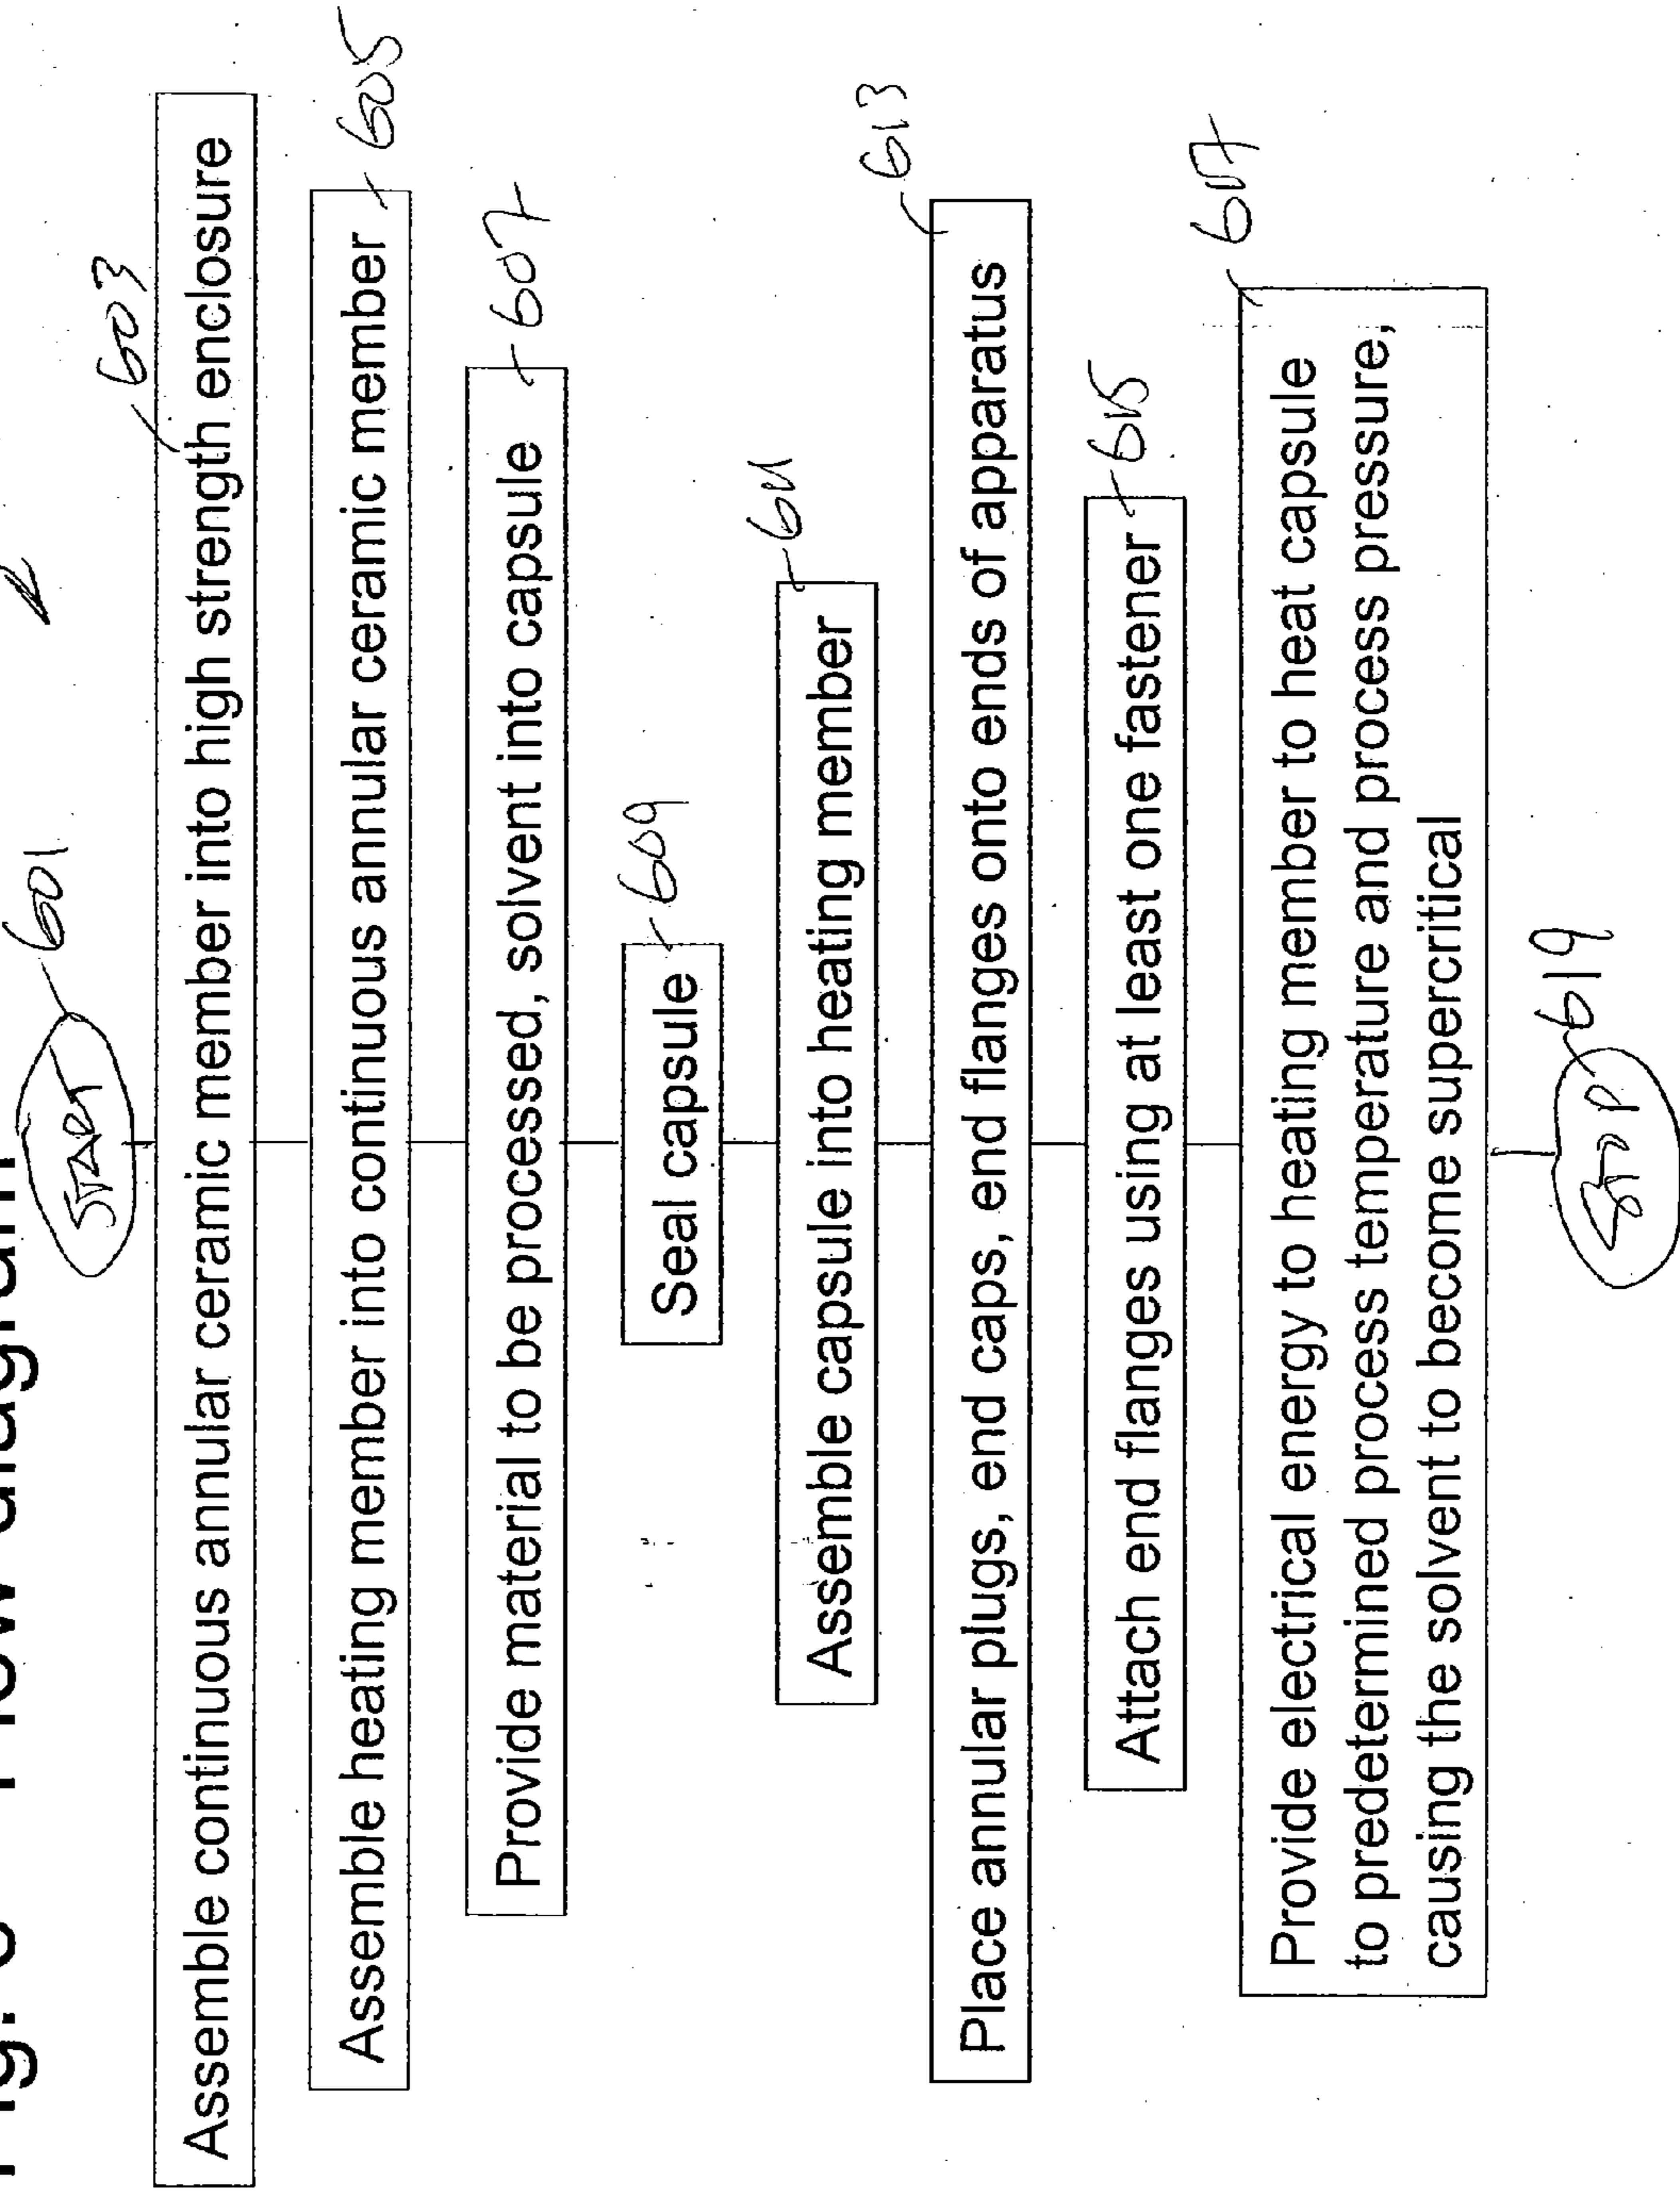 START 601
Assemble continuous annular ceramic member into high strength enclosure 603
Assemble heating member into continuous annular ceramic member 605
Provide material to be processed, solvent into capsule 607
Seal capsule 609
Assemble capsule into heating member 611
Place annular plugs, end caps, end flanges onto ends of apparatus 613
Attach end flanges using at least one fastener 615
Provide electrical energy to heating member to heat capsule 617
to predetermined process temperature and process pressure,
causing the solvent to become supercritical
STOP 619